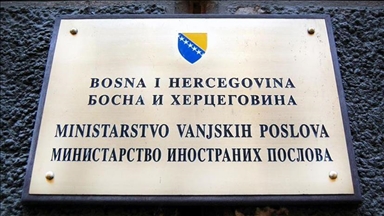 BOSNA I HERCEGOVINA
БОСНА И ХЕРЦЕГОВИНА
MINISTARSTVO VANJSKIH POSLOVA
МИНИСТАРСТВО ИНОСТРАНИХ ПОСЛОВА